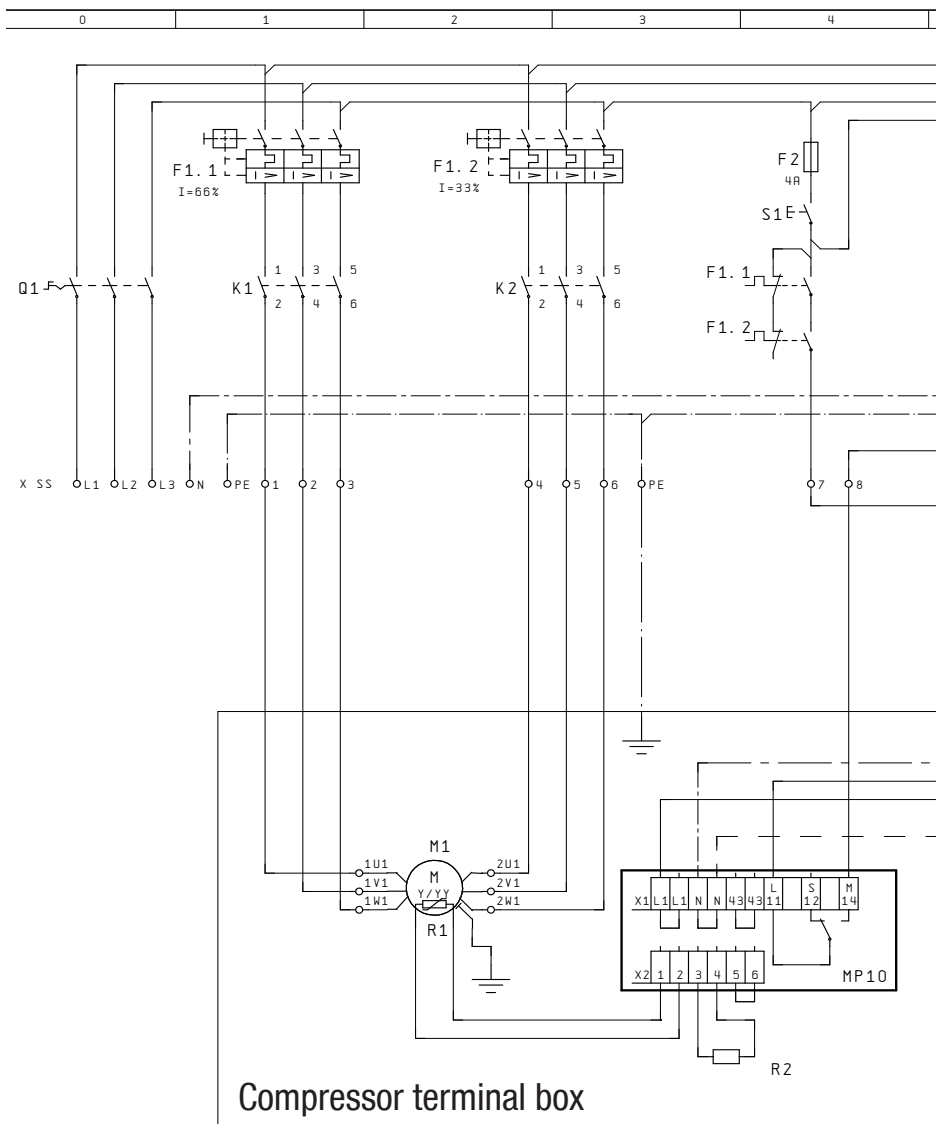 0 1 2 3 4
F1.1
I=66%
F1.2
I=33%
F2
4A
S1
Q1
K1
1 3 5
2 4 6
K2
1 3 5
2 4 6
F1.1
F1.2
X SS L1 L2 L3 N PE 1 2 3 4 5 6 PE 7 8
M1
1U1
1V1
1W1
M
Y/YY
2U1
2V1
2W1
R1
X1 L1 L1 N N 43 43 L 11 S 12 M 14
X2 1 2 3 4 5 6
MP10
R2
Compressor terminal box